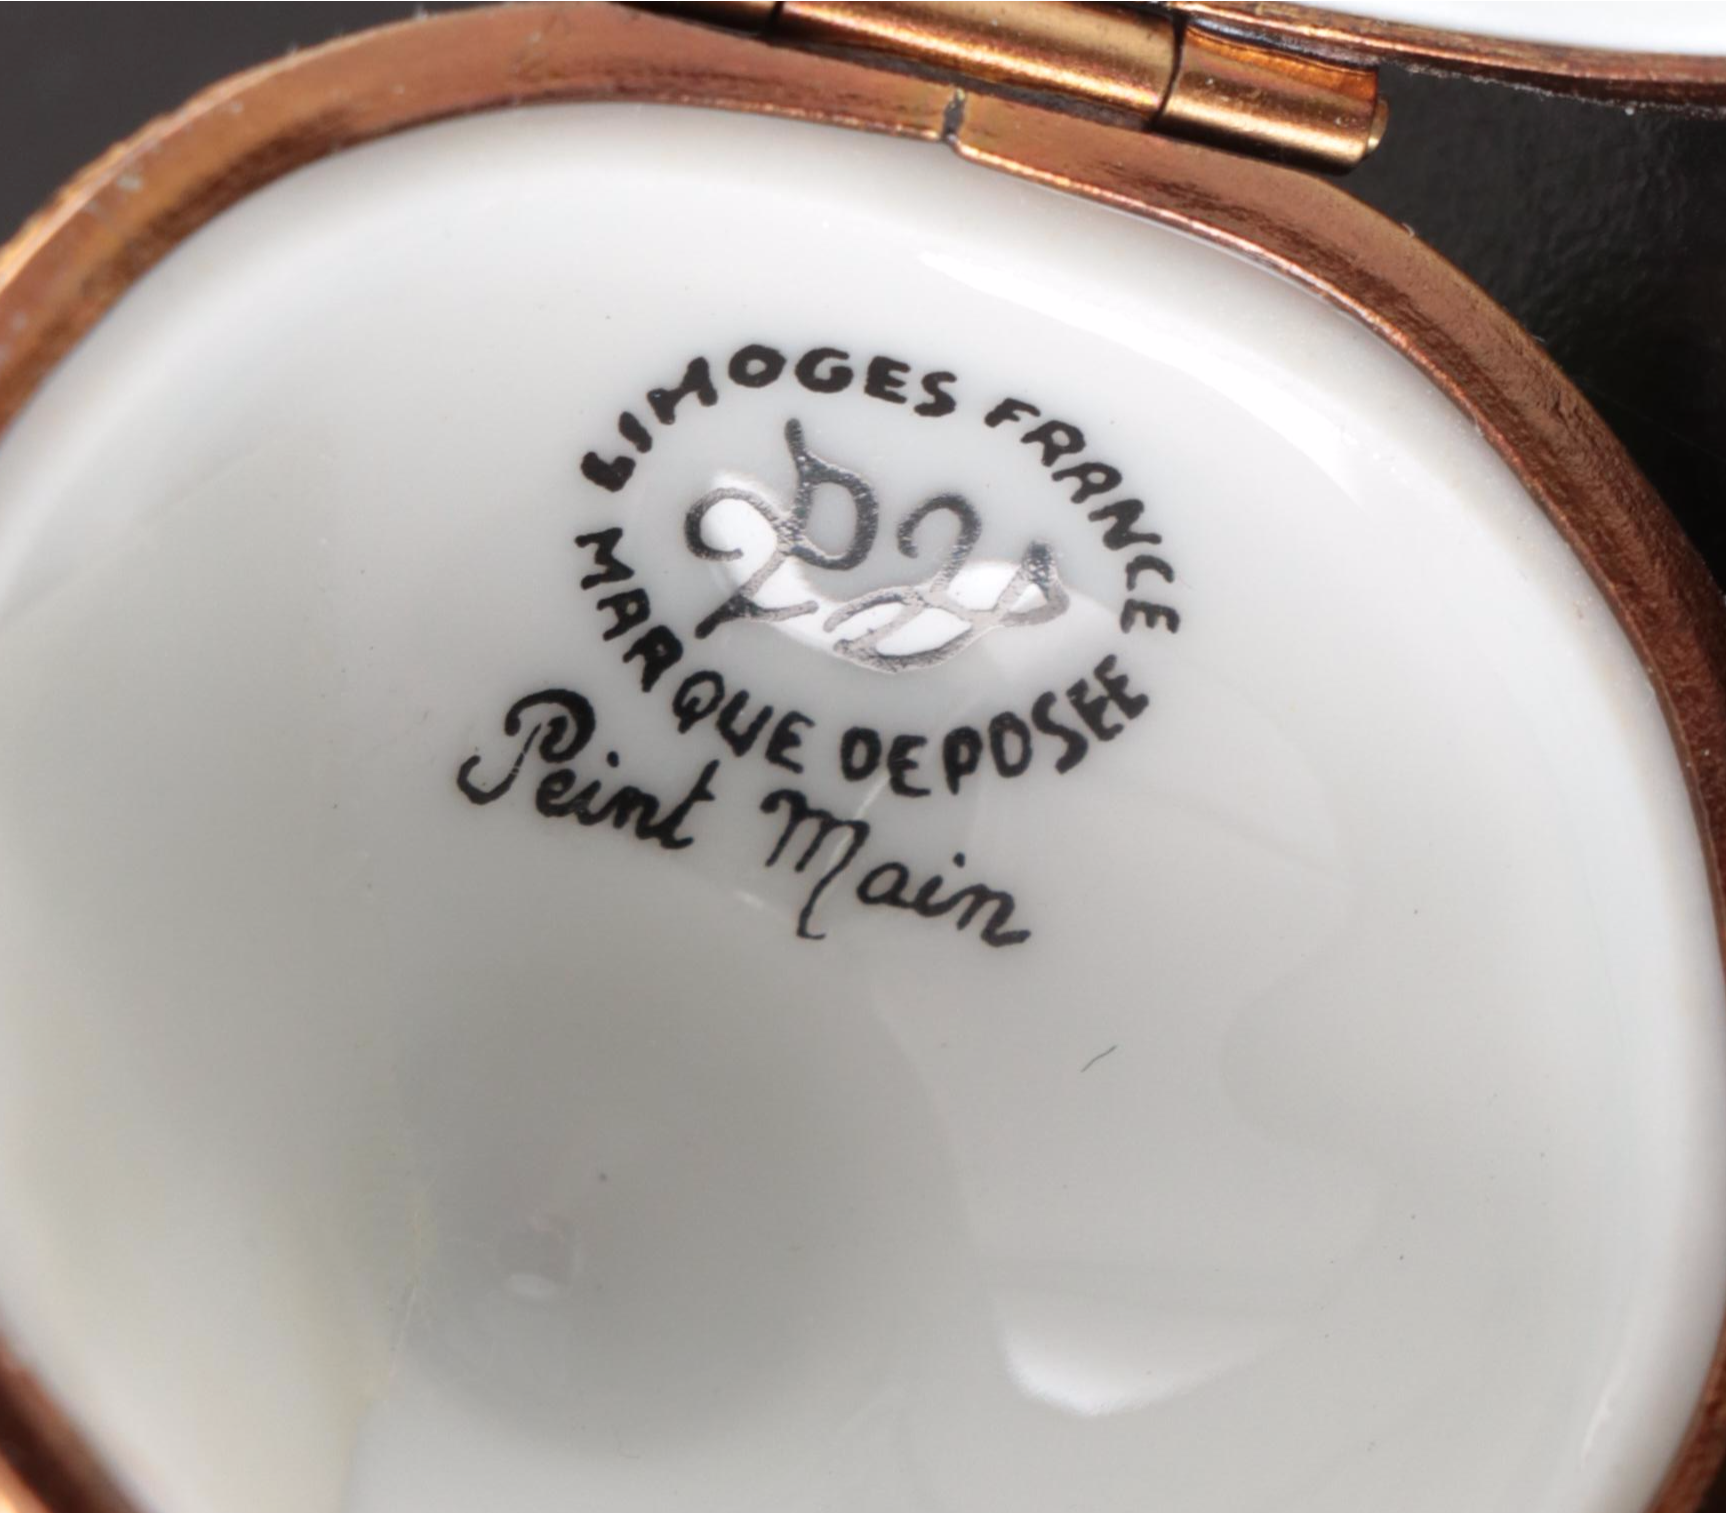 LIMOGES FRANCE
MARQUE DEPOSEE
Peint Main